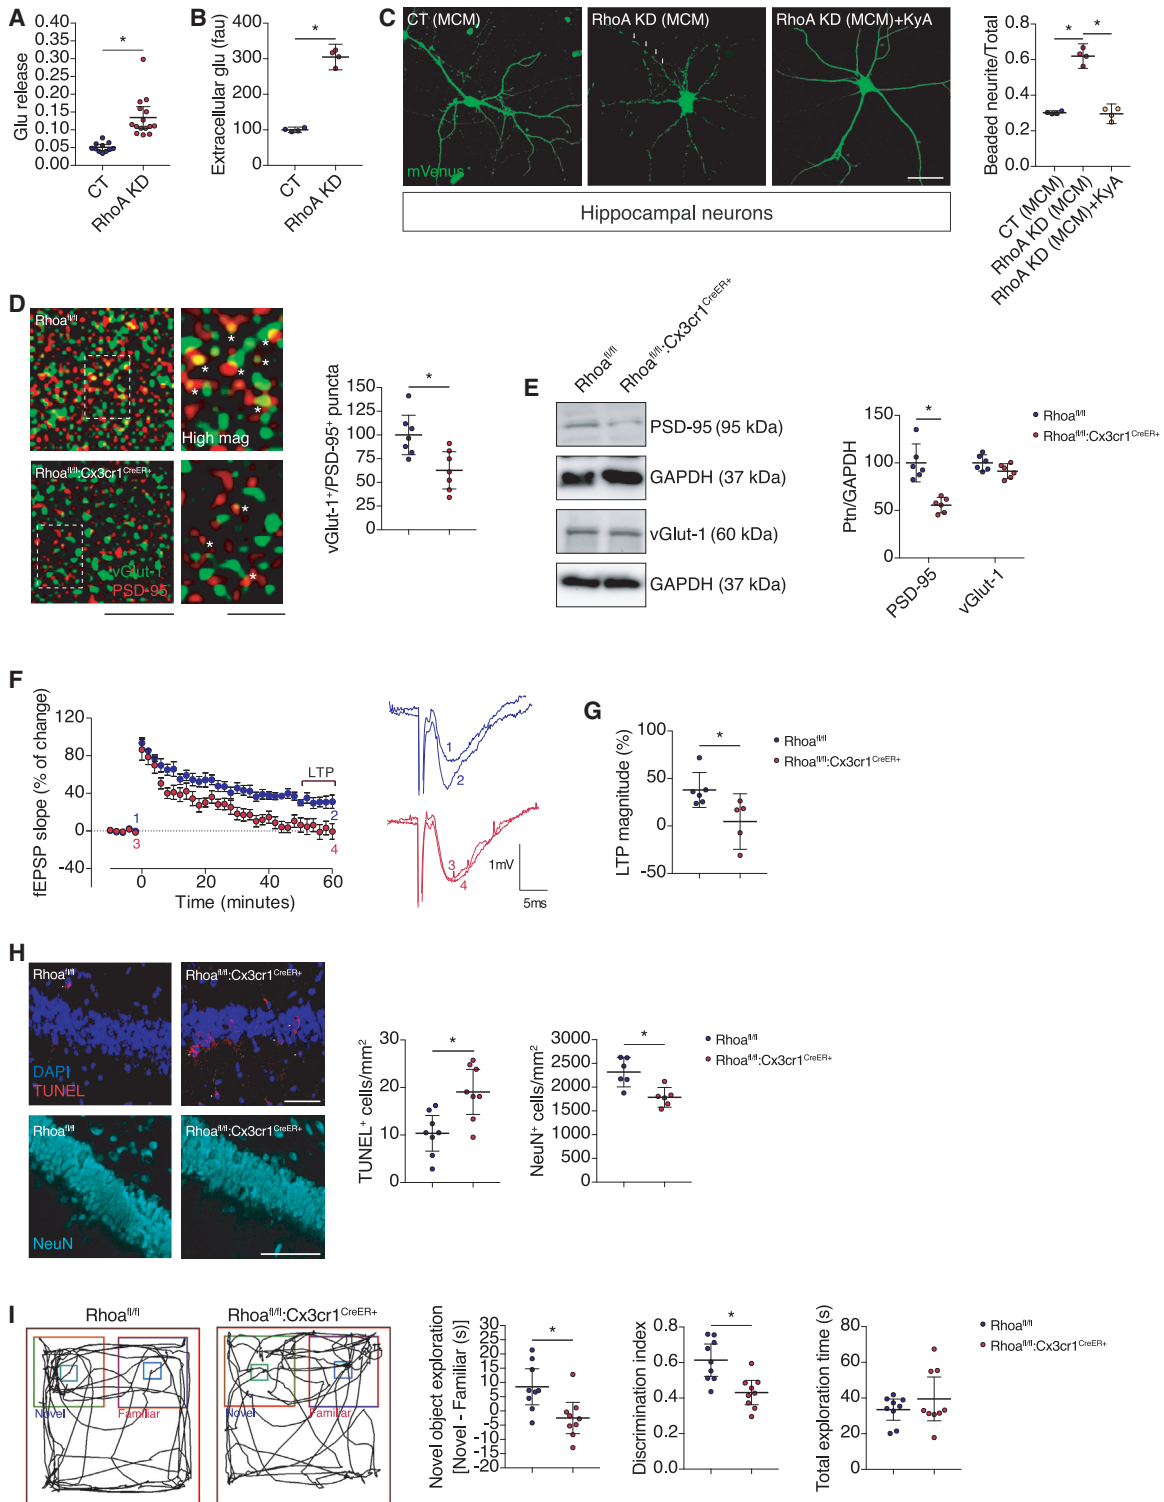 A
Glu release
0.40
0.35
0.30
0.25
0.20
0.15
0.10
0.05
0.00
*
CT
RhoA KD
B
Extracellular glu (fau)
400
300
200
100
0
*
CT
RhoA KD
C
CT (MCM)
RhoA KD (MCM)
RhoA KD (MCM)+KyA
mVenus
Hippocampal neurons
Beaded neurite/Total
0.8
0.6
0.4
0.2
0.0
* *
CT (MCM)
RhoA KD (MCM)
RhoA KD (MCM)+KyA
D
Rhoa^fl/fl
High mag
Rhoa^fl/fl:Cx3cr1^CreER+
vGlut-1
PSD-95
vGlut-1+/PSD-95+ puncta
150
125
100
75
50
25
0
*
E
Rhoa^fl/fl
Rhoa^fl/fl:Cx3cr1^CreER+
PSD-95 (95 kDa)
GAPDH (37 kDa)
vGlut-1 (60 kDa)
GAPDH (37 kDa)
Ptn/GAPDH
150
100
50
0
*
PSD-95
vGlut-1
Rhoa^fl/fl
Rhoa^fl/fl:Cx3cr1^CreER+
F
fEPSP slope (% of change)
120
80
40
0
-40
1
3
LTP
2
4
0 20 40 60
Time (minutes)
1
2
3
4
1mV
5ms
G
LTP magnitude (%)
100
50
0
-50
*
Rhoa^fl/fl
Rhoa^fl/fl:Cx3cr1^CreER+
H
Rhoa^fl/fl
Rhoa^fl/fl:Cx3cr1^CreER+
DAPI
TUNEL
Rhoa^fl/fl
Rhoa^fl/fl:Cx3cr1^CreER+
NeuN
TUNEL+ cells/mm²
30
20
10
0
*
NeuN+ cells/mm²
3000
2500
2000
1500
1000
500
0
*
Rhoa^fl/fl
Rhoa^fl/fl:Cx3cr1^CreER+
I
Rhoa^fl/fl
Rhoa^fl/fl:Cx3cr1^CreER+
Novel
Familiar
Novel
Familiar
Novel object exploration
[Novel - Familiar (s)]
30
25
20
15
10
5
0
-5
-10
-15
-20
*
Discrimination index
0.8
0.6
0.4
0.2
0.0
*
Total exploration time (s)
80
60
40
20
0
Rhoa^fl/fl
Rhoa^fl/fl:Cx3cr1^CreER+